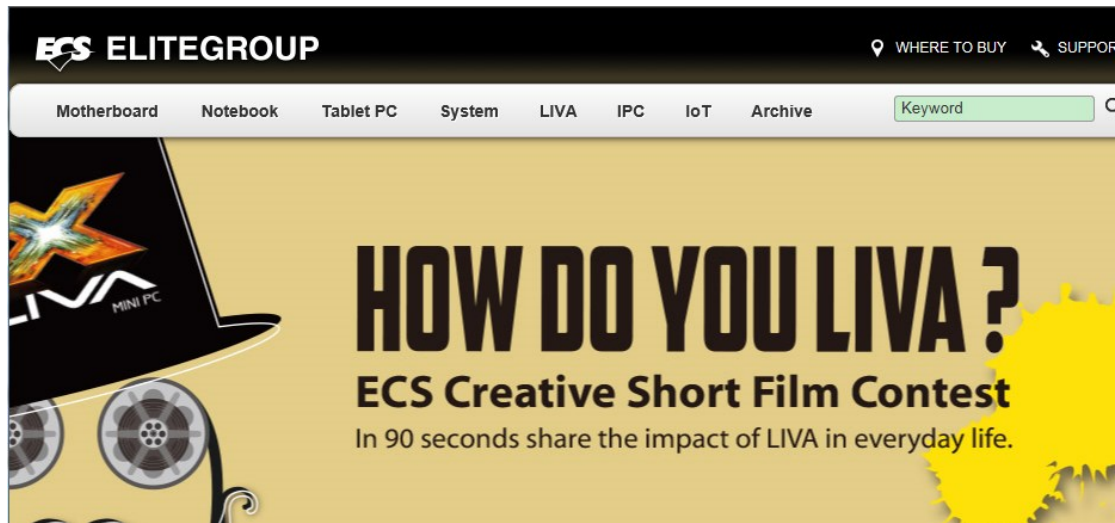 ECS ELITEGROUP
WHERE TO BUY SUPPOR
Motherboard Notebook Tablet PC System LIVA IPC IoT Archive Keyword
X
LIVA
MINI PC
HOW DO YOU LIVA ?
ECS Creative Short Film Contest
In 90 seconds share the impact of LIVA in everyday life.